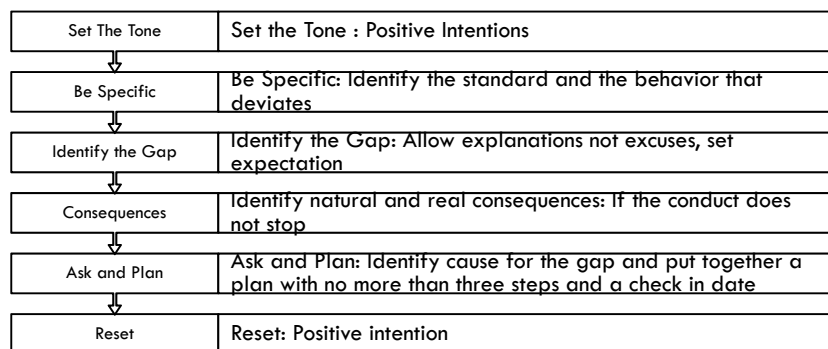 Set The Tone
Set the Tone : Positive Intentions
Be Specific
Be Specific: Identify the standard and the behavior that
deviates
Identify the Gap
Identify the Gap: Allow explanations not excuses, set
expectation
Consequences
Identify natural and real consequences: If the conduct does
not stop
Ask and Plan
Ask and Plan: Identify cause for the gap and put together a
plan with no more than three steps and a check in date
Reset
Reset: Positive intention